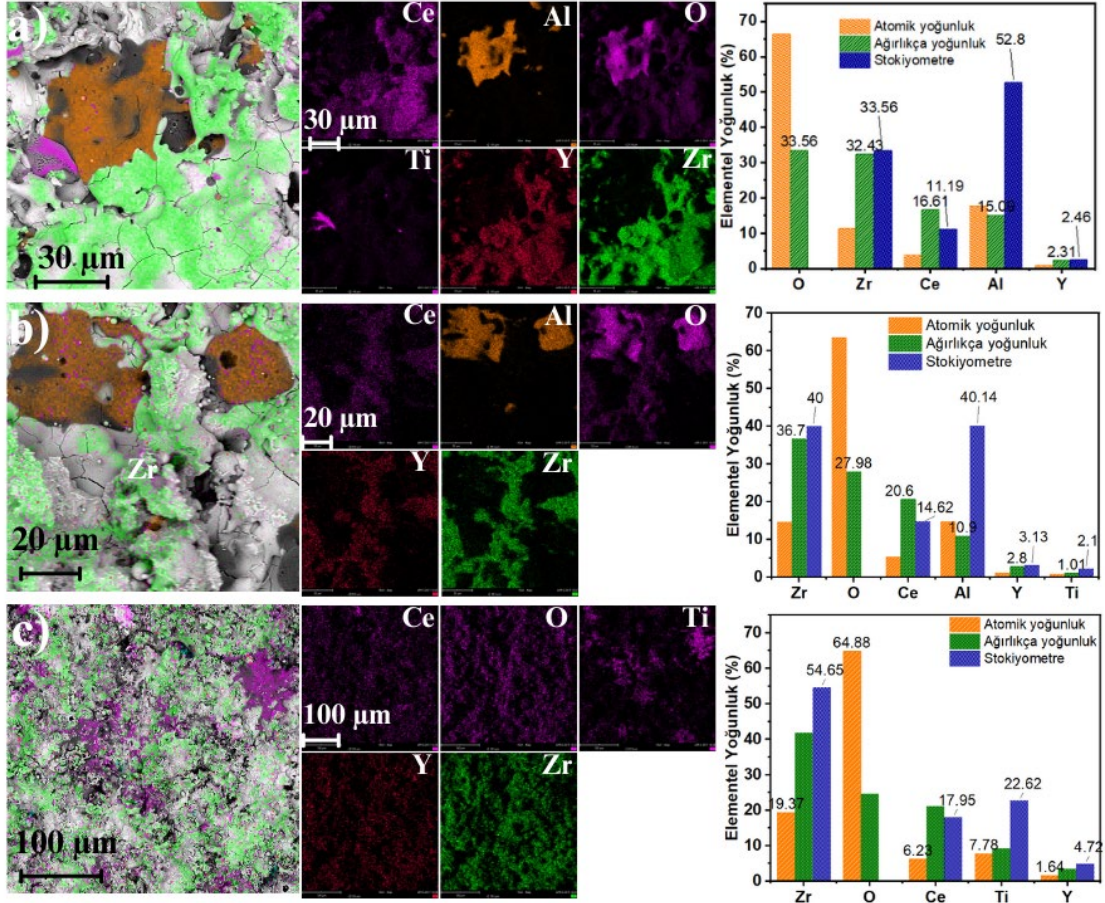 a)
30 µm
Ce
Al
O
30 µm
Ti
Y
Zr
Elementel Yoğunluk (%)
70
60
50
40
30
20
10
0
Atomik yoğunluk
Ağırlıkça yoğunluk
Stokiyometre
33.56
32.43
33.56
16.61
11.19
15.09
52.8
2.31
2.46
O
Zr
Ce
Al
Y
b)
Zr
20 µm
Ce
Al
O
20 µm
Y
Zr
Elementel Yoğunluk (%)
70
60
50
40
30
20
10
0
Atomik yoğunluk
Ağırlıkça yoğunluk
Stokiyometre
36.7
40
27.98
20.6
14.62
10.9
40.14
2.8
3.13
1.01
2.1
Zr
O
Ce
Al
Y
Ti
c)
100 µm
Ce
O
Ti
100 µm
Y
Zr
Elementel Yoğunluk (%)
70
60
50
40
30
20
10
0
Atomik yoğunluk
Ağırlıkça yoğunluk
Stokiyometre
19.37
54.65
64.88
6.23
17.95
7.78
22.62
1.64
4.72
Zr
O
Ce
Ti
Y